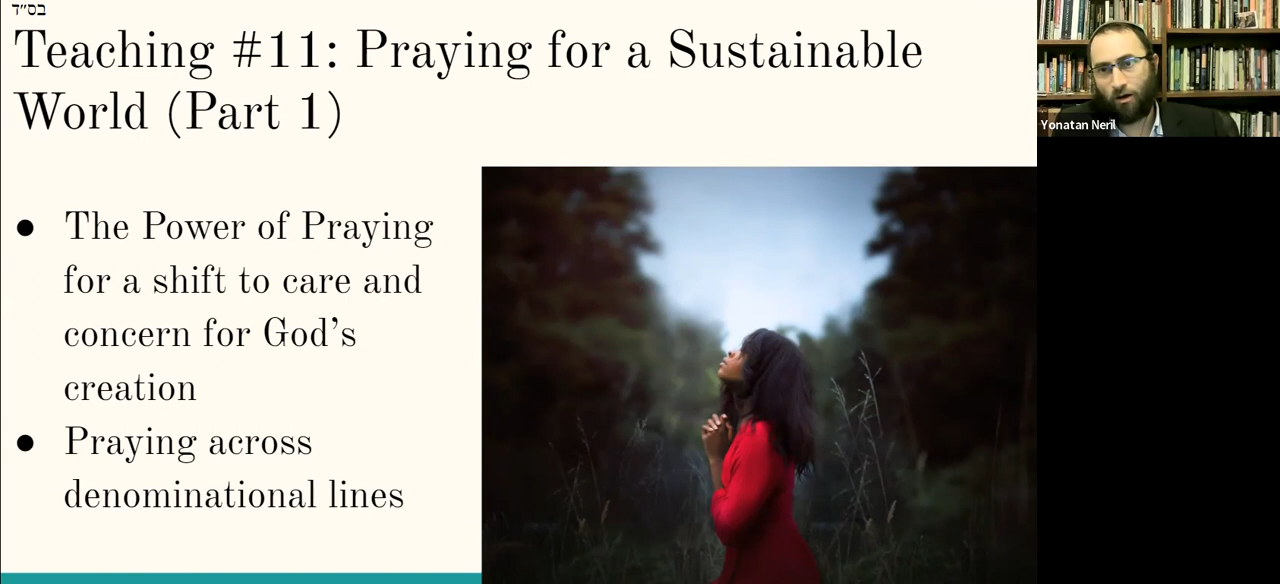 בס״ד
Teaching #11: Praying for a Sustainable
World (Part 1)
● The Power of Praying
for a shift to care and
concern for God’s
creation
● Praying across
denominational lines
Yonatan Neril